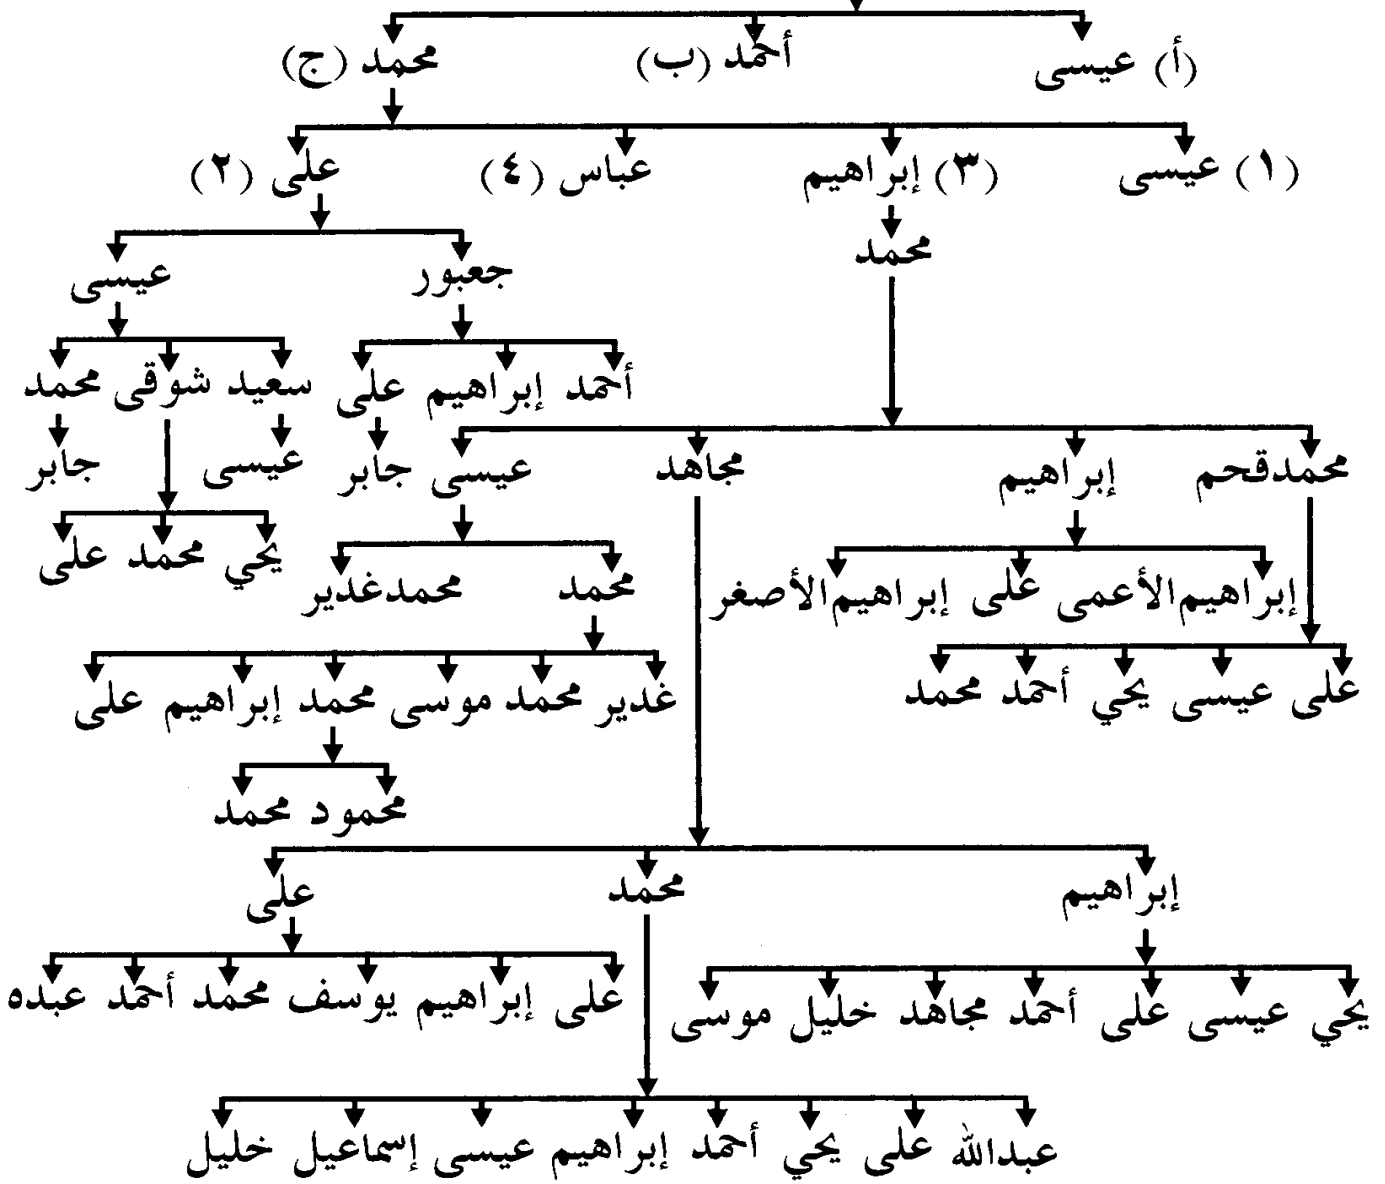 (أ) عيسى أحمد (ب) محمد (ج)
(١) عيسى (٣) إبراهيم عباس (٤) على (٢)
محمد
جعبور عيسى
أحمد إبراهيم على سعيد شوقى محمد
محمدقحم إبراهيم مجاهد عيسى جابر عيسى جابر
إبراهيم الأعمى على إبراهيم الأصغر محمد محمدغدير يحي محمد على
على عيسى يحي أحمد محمد غدير محمد موسى محمد إبراهيم على
محمود محمد
إبراهيم محمد على
يحي عيسى على أحمد مجاهد خليل موسى على إبراهيم يوسف محمد أحمد عبده
عبدالله على يحي أحمد إبراهيم عيسى إسماعيل خليل